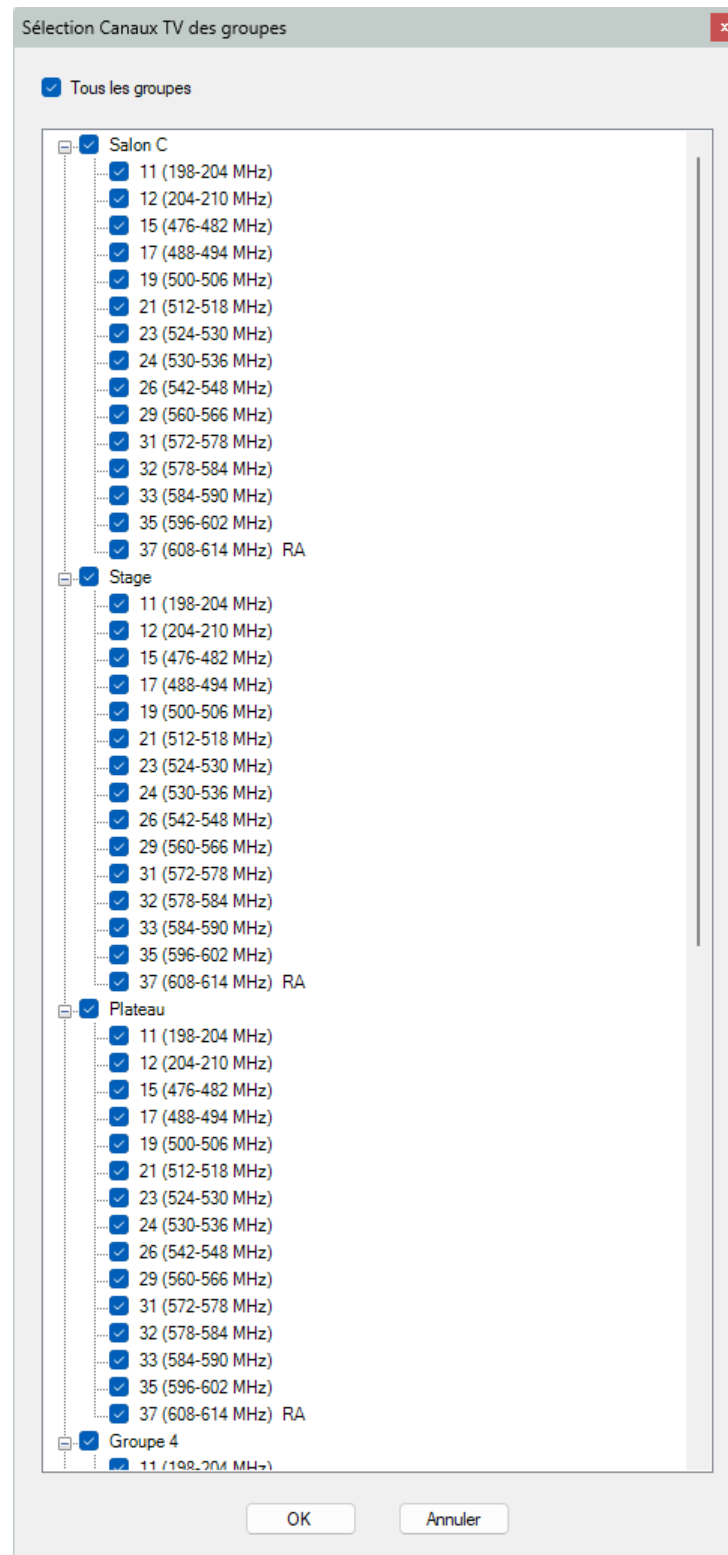 Sélection Canaux TV des groupes
x
Tous les groupes
Salon C
11 (198-204 MHz)
12 (204-210 MHz)
15 (476-482 MHz)
17 (488-494 MHz)
19 (500-506 MHz)
21 (512-518 MHz)
23 (524-530 MHz)
24 (530-536 MHz)
26 (542-548 MHz)
29 (560-566 MHz)
31 (572-578 MHz)
32 (578-584 MHz)
33 (584-590 MHz)
35 (596-602 MHz)
37 (608-614 MHz) RA
Stage
11 (198-204 MHz)
12 (204-210 MHz)
15 (476-482 MHz)
17 (488-494 MHz)
19 (500-506 MHz)
21 (512-518 MHz)
23 (524-530 MHz)
24 (530-536 MHz)
26 (542-548 MHz)
29 (560-566 MHz)
31 (572-578 MHz)
32 (578-584 MHz)
33 (584-590 MHz)
35 (596-602 MHz)
37 (608-614 MHz) RA
Plateau
11 (198-204 MHz)
12 (204-210 MHz)
15 (476-482 MHz)
17 (488-494 MHz)
19 (500-506 MHz)
21 (512-518 MHz)
23 (524-530 MHz)
24 (530-536 MHz)
26 (542-548 MHz)
29 (560-566 MHz)
31 (572-578 MHz)
32 (578-584 MHz)
33 (584-590 MHz)
35 (596-602 MHz)
37 (608-614 MHz) RA
Groupe 4
11 (198-204 MHz)
OK Annuler